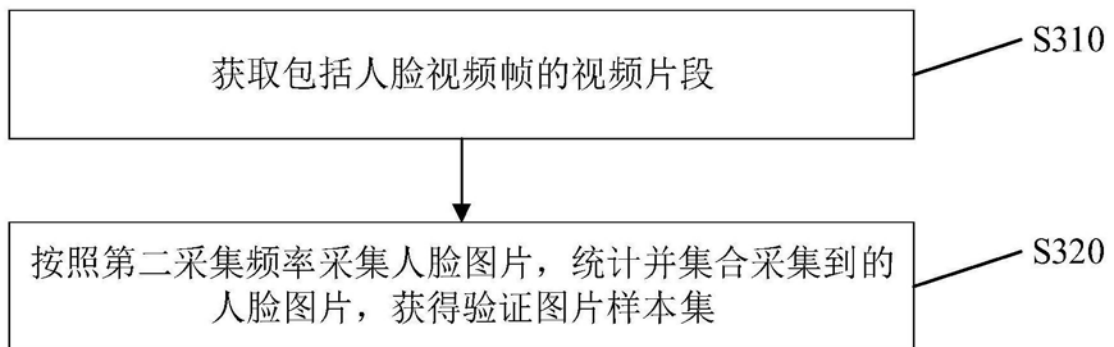 获取包括人脸视频帧的视频片段
S310
按照第二采集频率采集人脸图片，统计并集合采集到的
人脸图片，获得验证图片样本集
S320